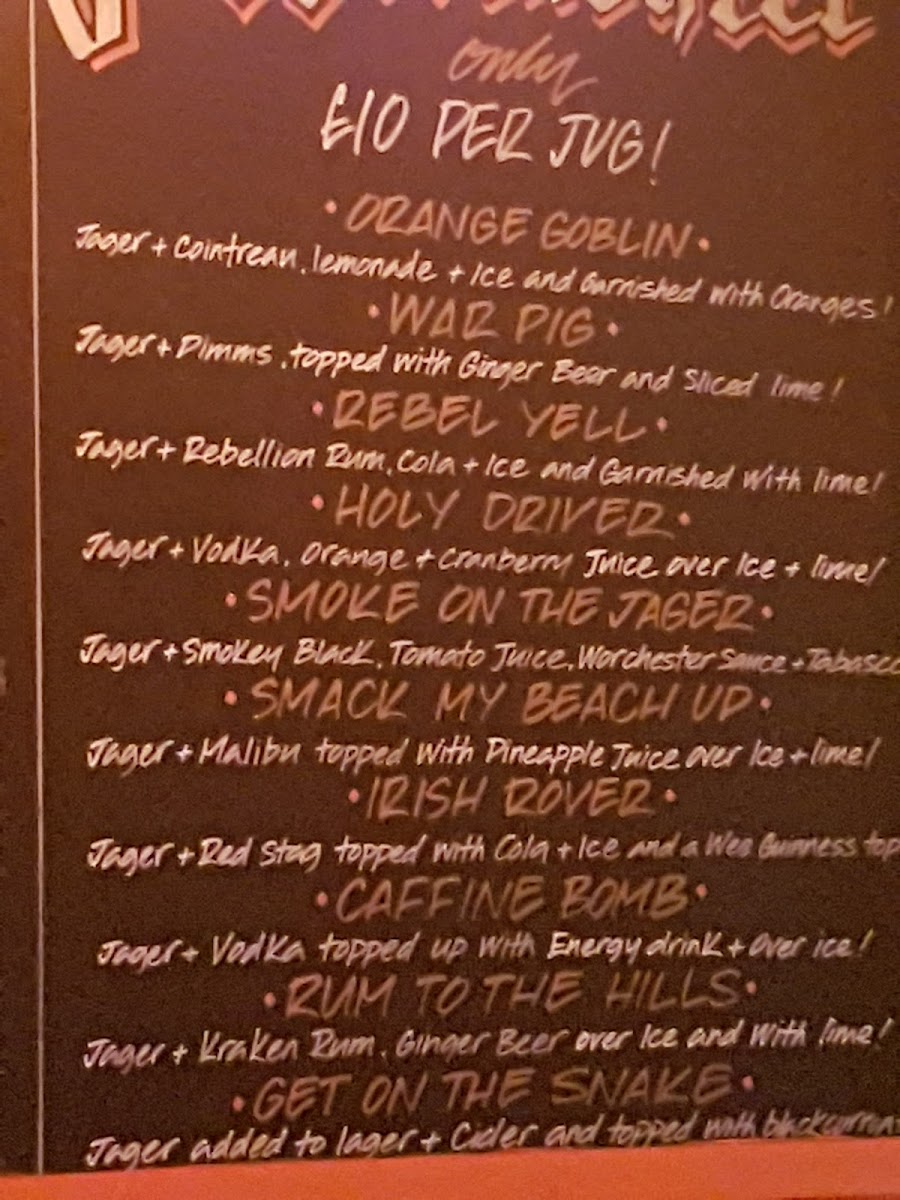 only
£10 PER JUG!
• ORANGE GOBLIN •
Jager + Cointreau, lemonade + Ice and Garnished with Oranges!
• WAR PIG •
Jager + Pimms, topped with Ginger Beer and Sliced lime!
• REBEL YELL •
Jager + Rebellion Rum, Cola + Ice and Garnished with lime!
• HOLY DRIVER •
Jager + Vodka, Orange + Cranberry Juice over Ice + lime!
• SMOKE ON THE JAGER •
Jager + Smokey Black, Tomato Juice, Worchester Sauce + Tabasc
• SMACK MY BEACH UP •
Jager + Malibu topped with Pineapple Juice over Ice + lime!
• IRISH ROVER •
Jager + Red Stag topped with Cola + Ice and a Wee Guinness top
• CAFFINE BOMB •
Jager + Vodka topped up with Energy drink + Over ice!
• RUM TO THE HILLS •
Jager + Kraken Rum, Ginger Beer over Ice and with lime!
• GET ON THE SNAKE •
Jager added to lager + Cider and topped with blackcurran